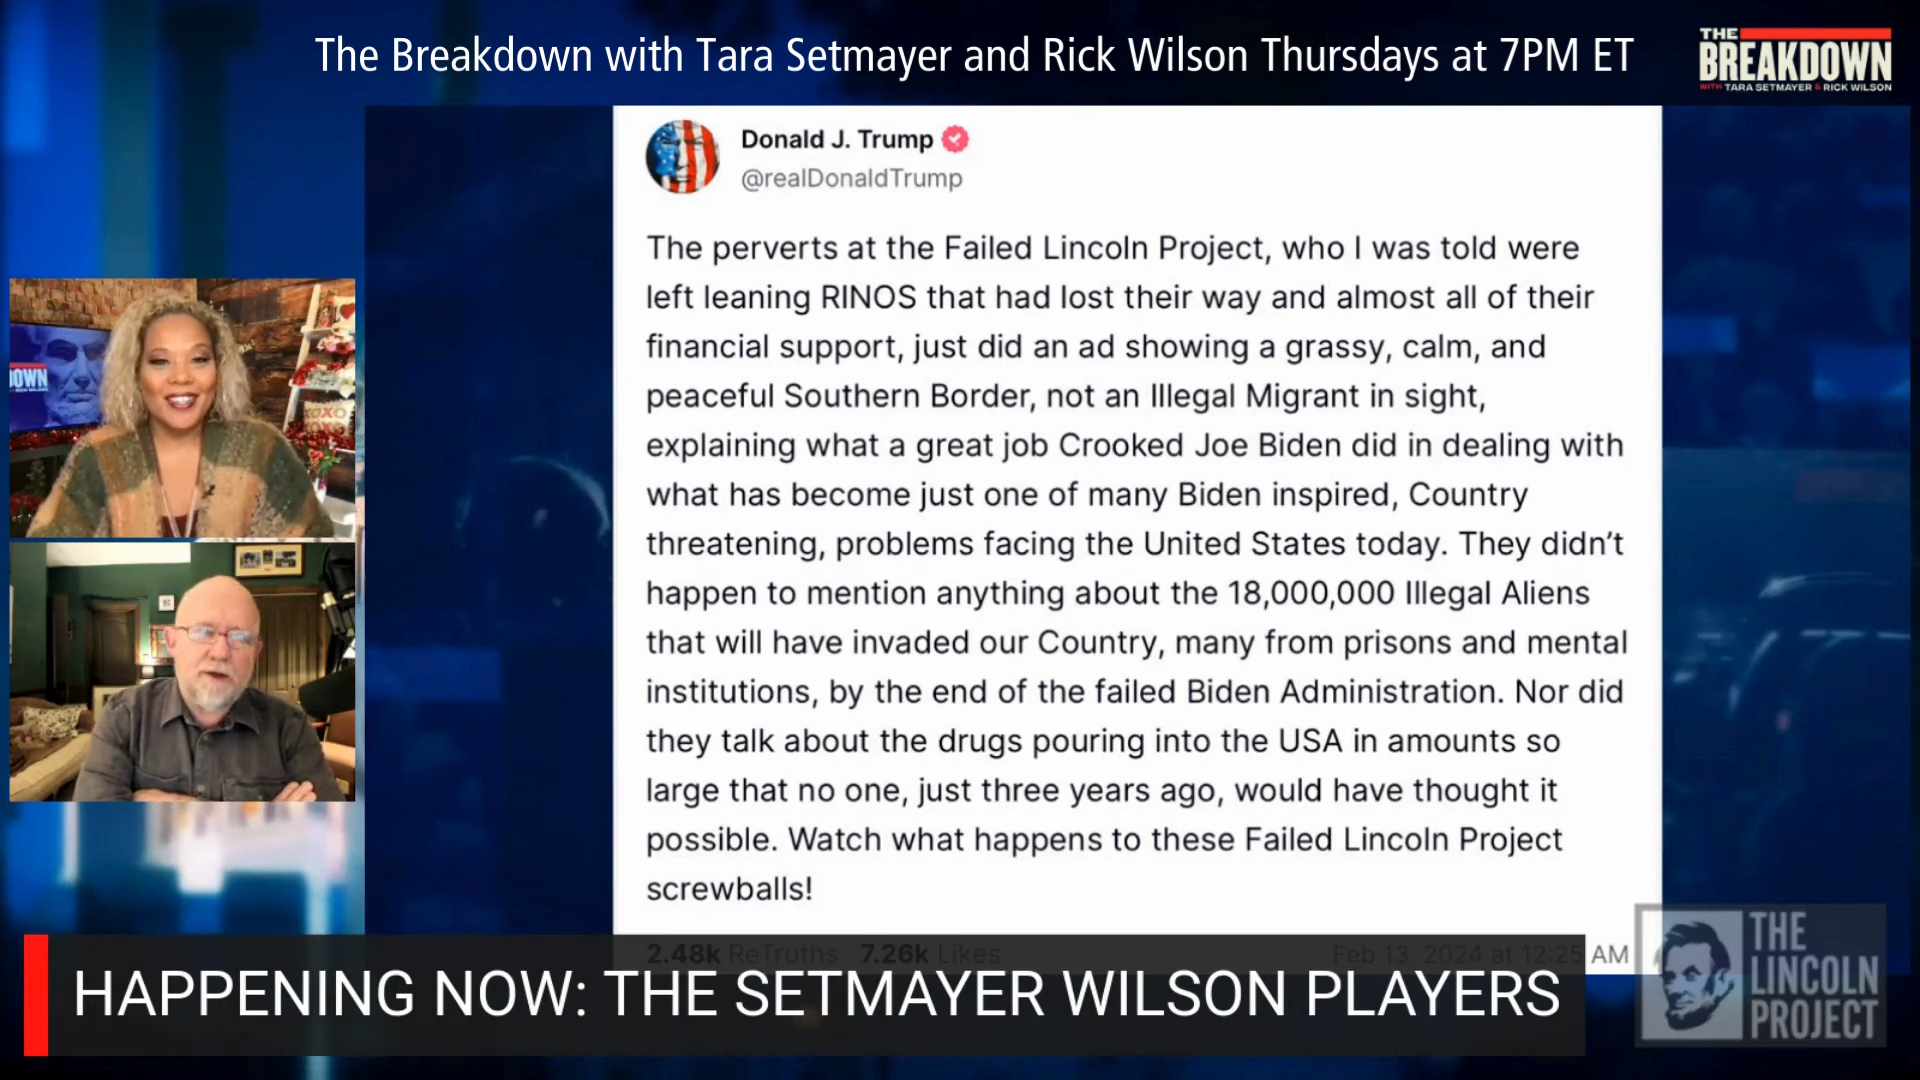 The Breakdown with Tara Setmayer and Rick Wilson Thursdays at 7PM ET
THE
BREAKDOWN
WITH TARA SETMAYER & RICK WILSON
Donald J. Trump
@realDonaldTrump
The perverts at the Failed Lincoln Project, who I was told were
left leaning RINOS that had lost their way and almost all of their
financial support, just did an ad showing a grassy, calm, and
peaceful Southern Border, not an Illegal Migrant in sight,
explaining what a great job Crooked Joe Biden did in dealing with
what has become just one of many Biden inspired, Country
threatening, problems facing the United States today. They didn’t
happen to mention anything about the 18,000,000 Illegal Aliens
that will have invaded our Country, many from prisons and mental
institutions, by the end of the failed Biden Administration. Nor did
they talk about the drugs pouring into the USA in amounts so
large that no one, just three years ago, would have thought it
possible. Watch what happens to these Failed Lincoln Project
screwballs!
2.48k ReTruths 7.26k Likes Feb 13, 2024 at 12:25 AM
OWN
XOXO
HAPPENING NOW: THE SETMAYER WILSON PLAYERS
THE
LINCOLN
PROJECT